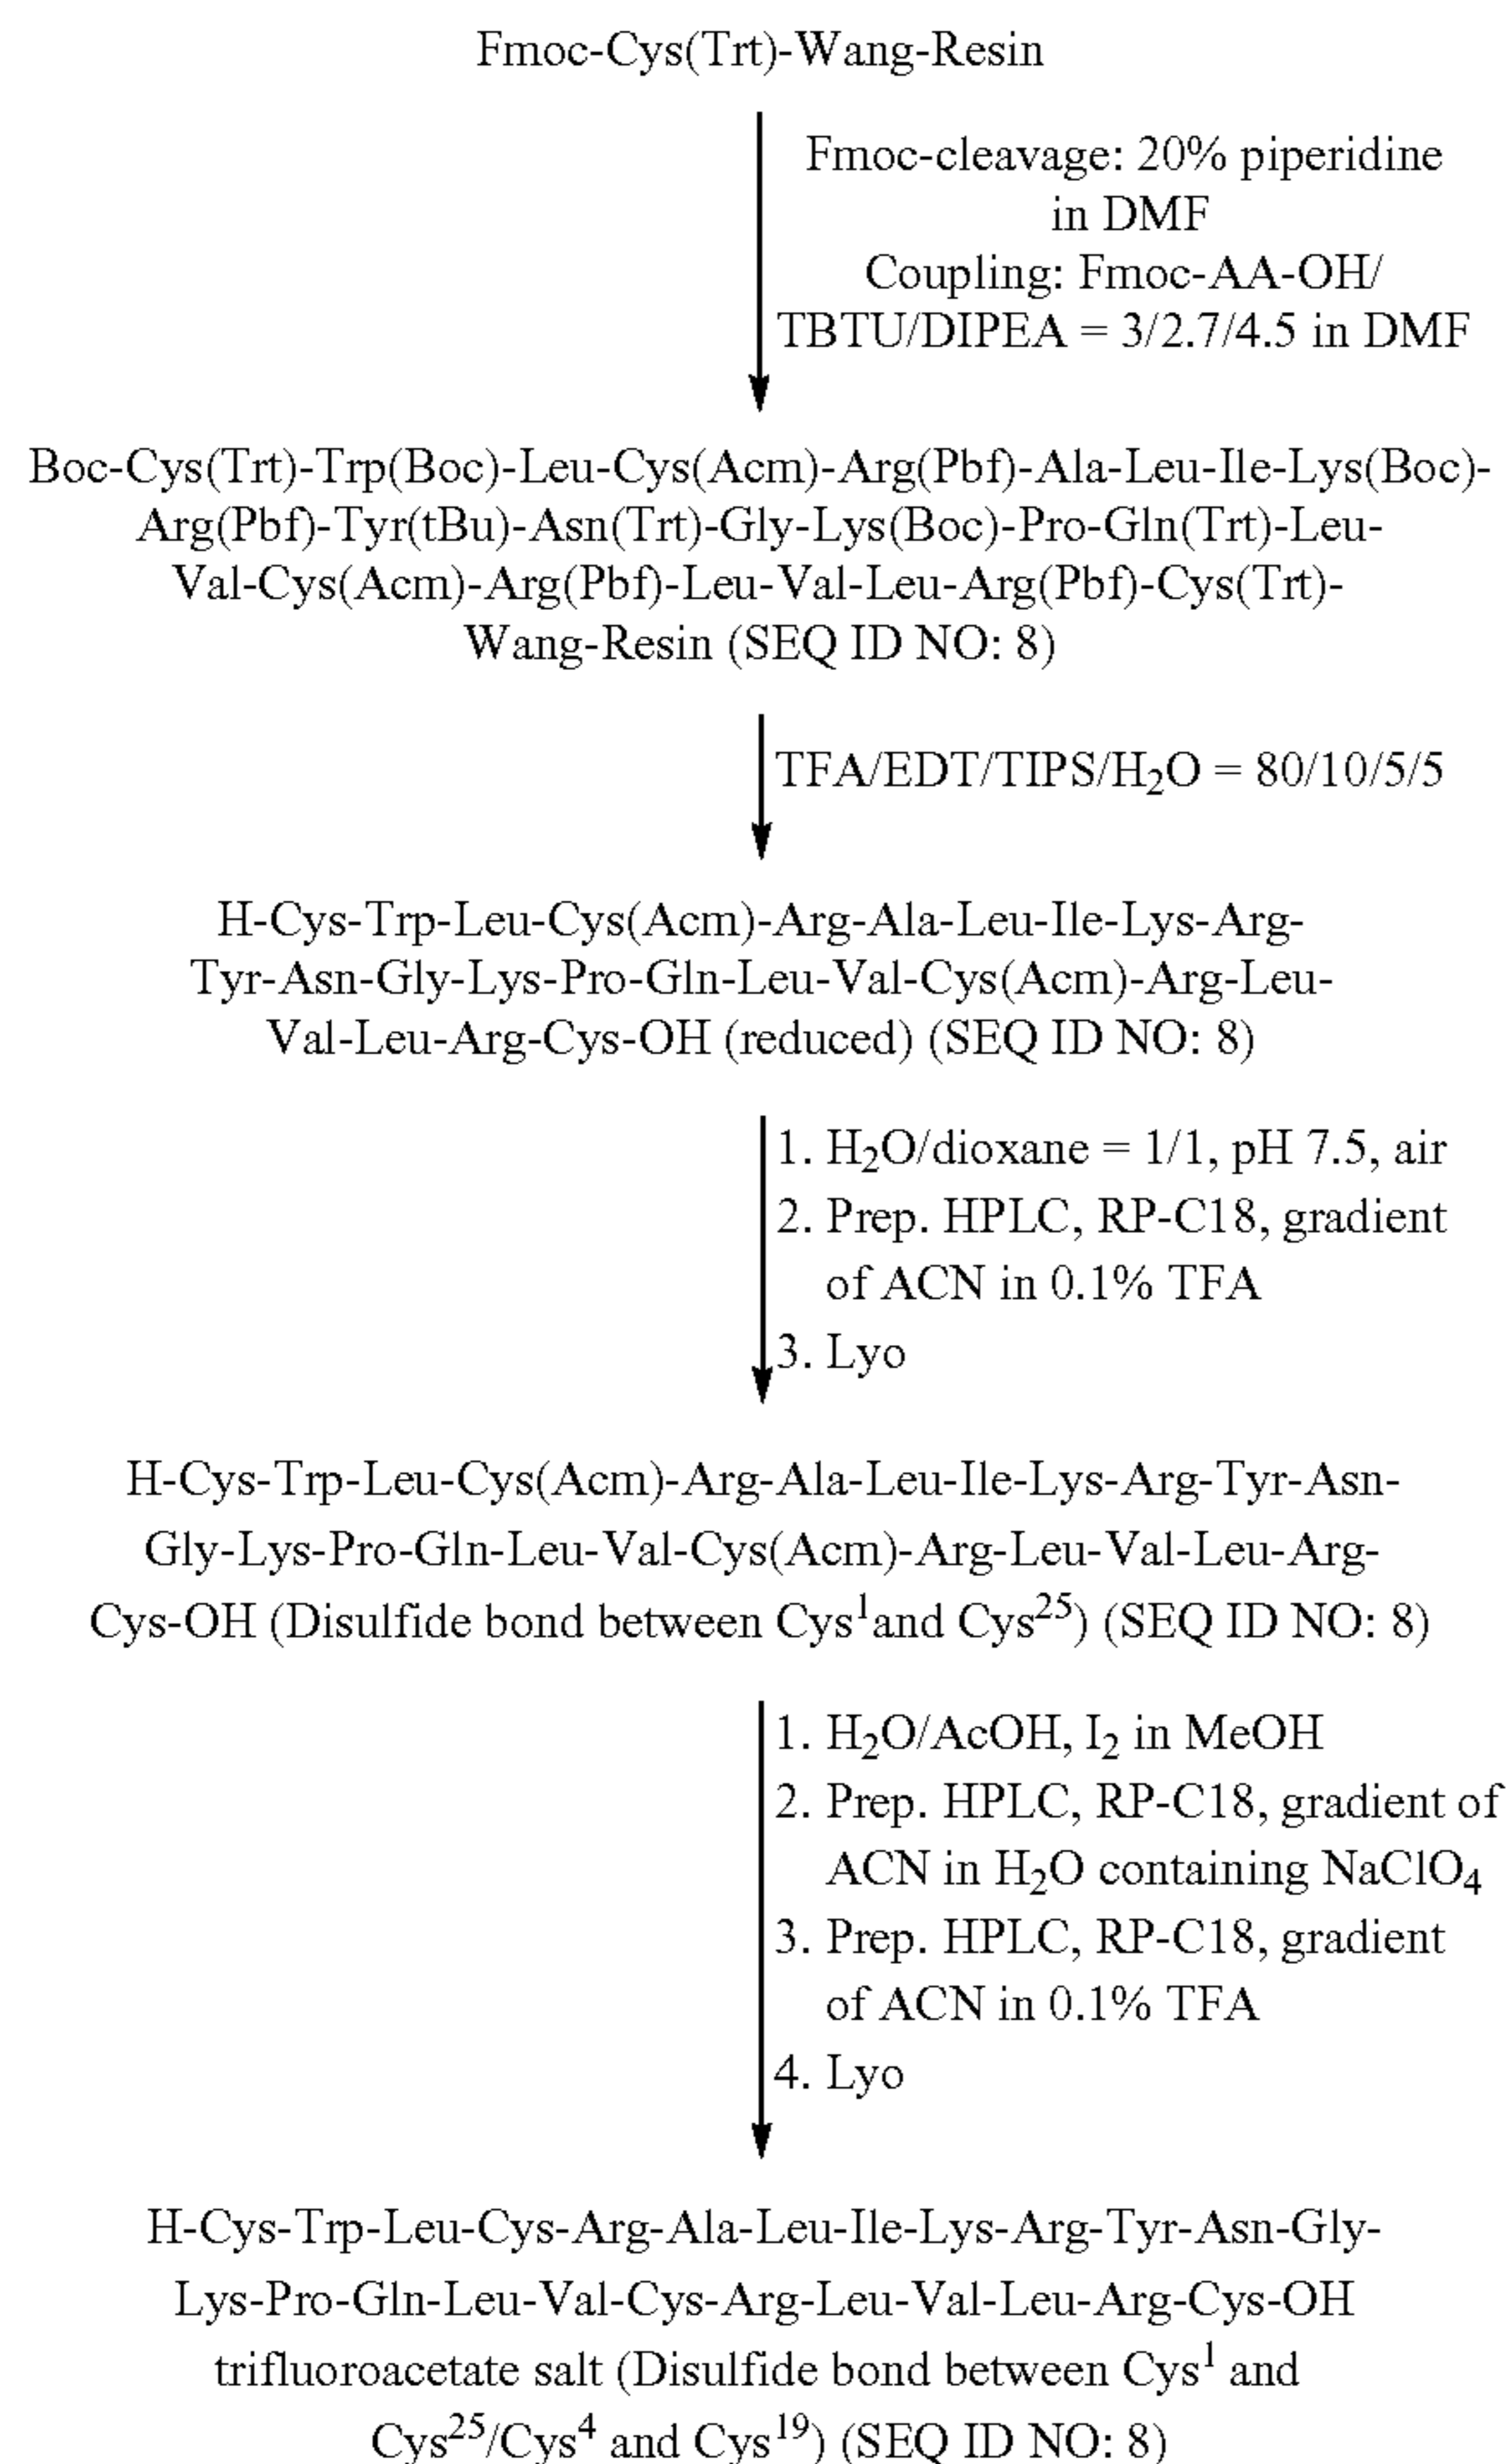 Fmoc-Cys(Trt)-Wang-Resin
Fmoc-cleavage: 20% piperidine
in DMF
Coupling: Fmoc-AA-OH/
TBTU/DIPEA = 3/2.7/4.5 in DMF
Boc-Cys(Trt)-Trp(Boc)-Leu-Cys(Acm)-Arg(Pbf)-Ala-Leu-Ile-Lys(Boc)-
Arg(Pbf)-Tyr(tBu)-Asn(Trt)-Gly-Lys(Boc)-Pro-Gln(Trt)-Leu-
Val-Cys(Acm)-Arg(Pbf)-Leu-Val-Leu-Arg(Pbf)-Cys(Trt)-
Wang-Resin (SEQ ID NO: 8)
TFA/EDT/TIPS/H₂O = 80/10/5/5
H-Cys-Trp-Leu-Cys(Acm)-Arg-Ala-Leu-Ile-Lys-Arg-
Tyr-Asn-Gly-Lys-Pro-Gln-Leu-Val-Cys(Acm)-Arg-Leu-
Val-Leu-Arg-Cys-OH (reduced) (SEQ ID NO: 8)
1. H₂O/dioxane = 1/1, pH 7.5, air
2. Prep. HPLC, RP-C18, gradient
of ACN in 0.1% TFA
3. Lyo
H-Cys-Trp-Leu-Cys(Acm)-Arg-Ala-Leu-Ile-Lys-Arg-Tyr-Asn-
Gly-Lys-Pro-Gln-Leu-Val-Cys(Acm)-Arg-Leu-Val-Leu-Arg-
Cys-OH (Disulfide bond between Cys¹and Cys²⁵) (SEQ ID NO: 8)
1. H₂O/AcOH, I₂ in MeOH
2. Prep. HPLC, RP-C18, gradient of
ACN in H₂O containing NaClO₄
3. Prep. HPLC, RP-C18, gradient
of ACN in 0.1% TFA
4. Lyo
H-Cys-Trp-Leu-Cys-Arg-Ala-Leu-Ile-Lys-Arg-Tyr-Asn-Gly-
Lys-Pro-Gln-Leu-Val-Cys-Arg-Leu-Val-Leu-Arg-Cys-OH
trifluoroacetate salt (Disulfide bond between Cys¹ and
Cys²⁵/Cys⁴ and Cys¹⁹) (SEQ ID NO: 8)